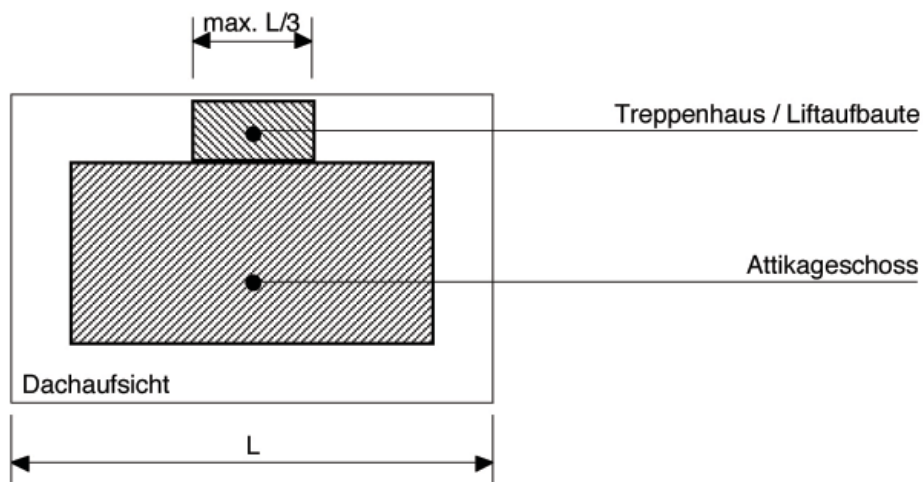 max. L/3
Treppenhaus / Liftaufbaute
Attikageschoss
Dachaufsicht
L